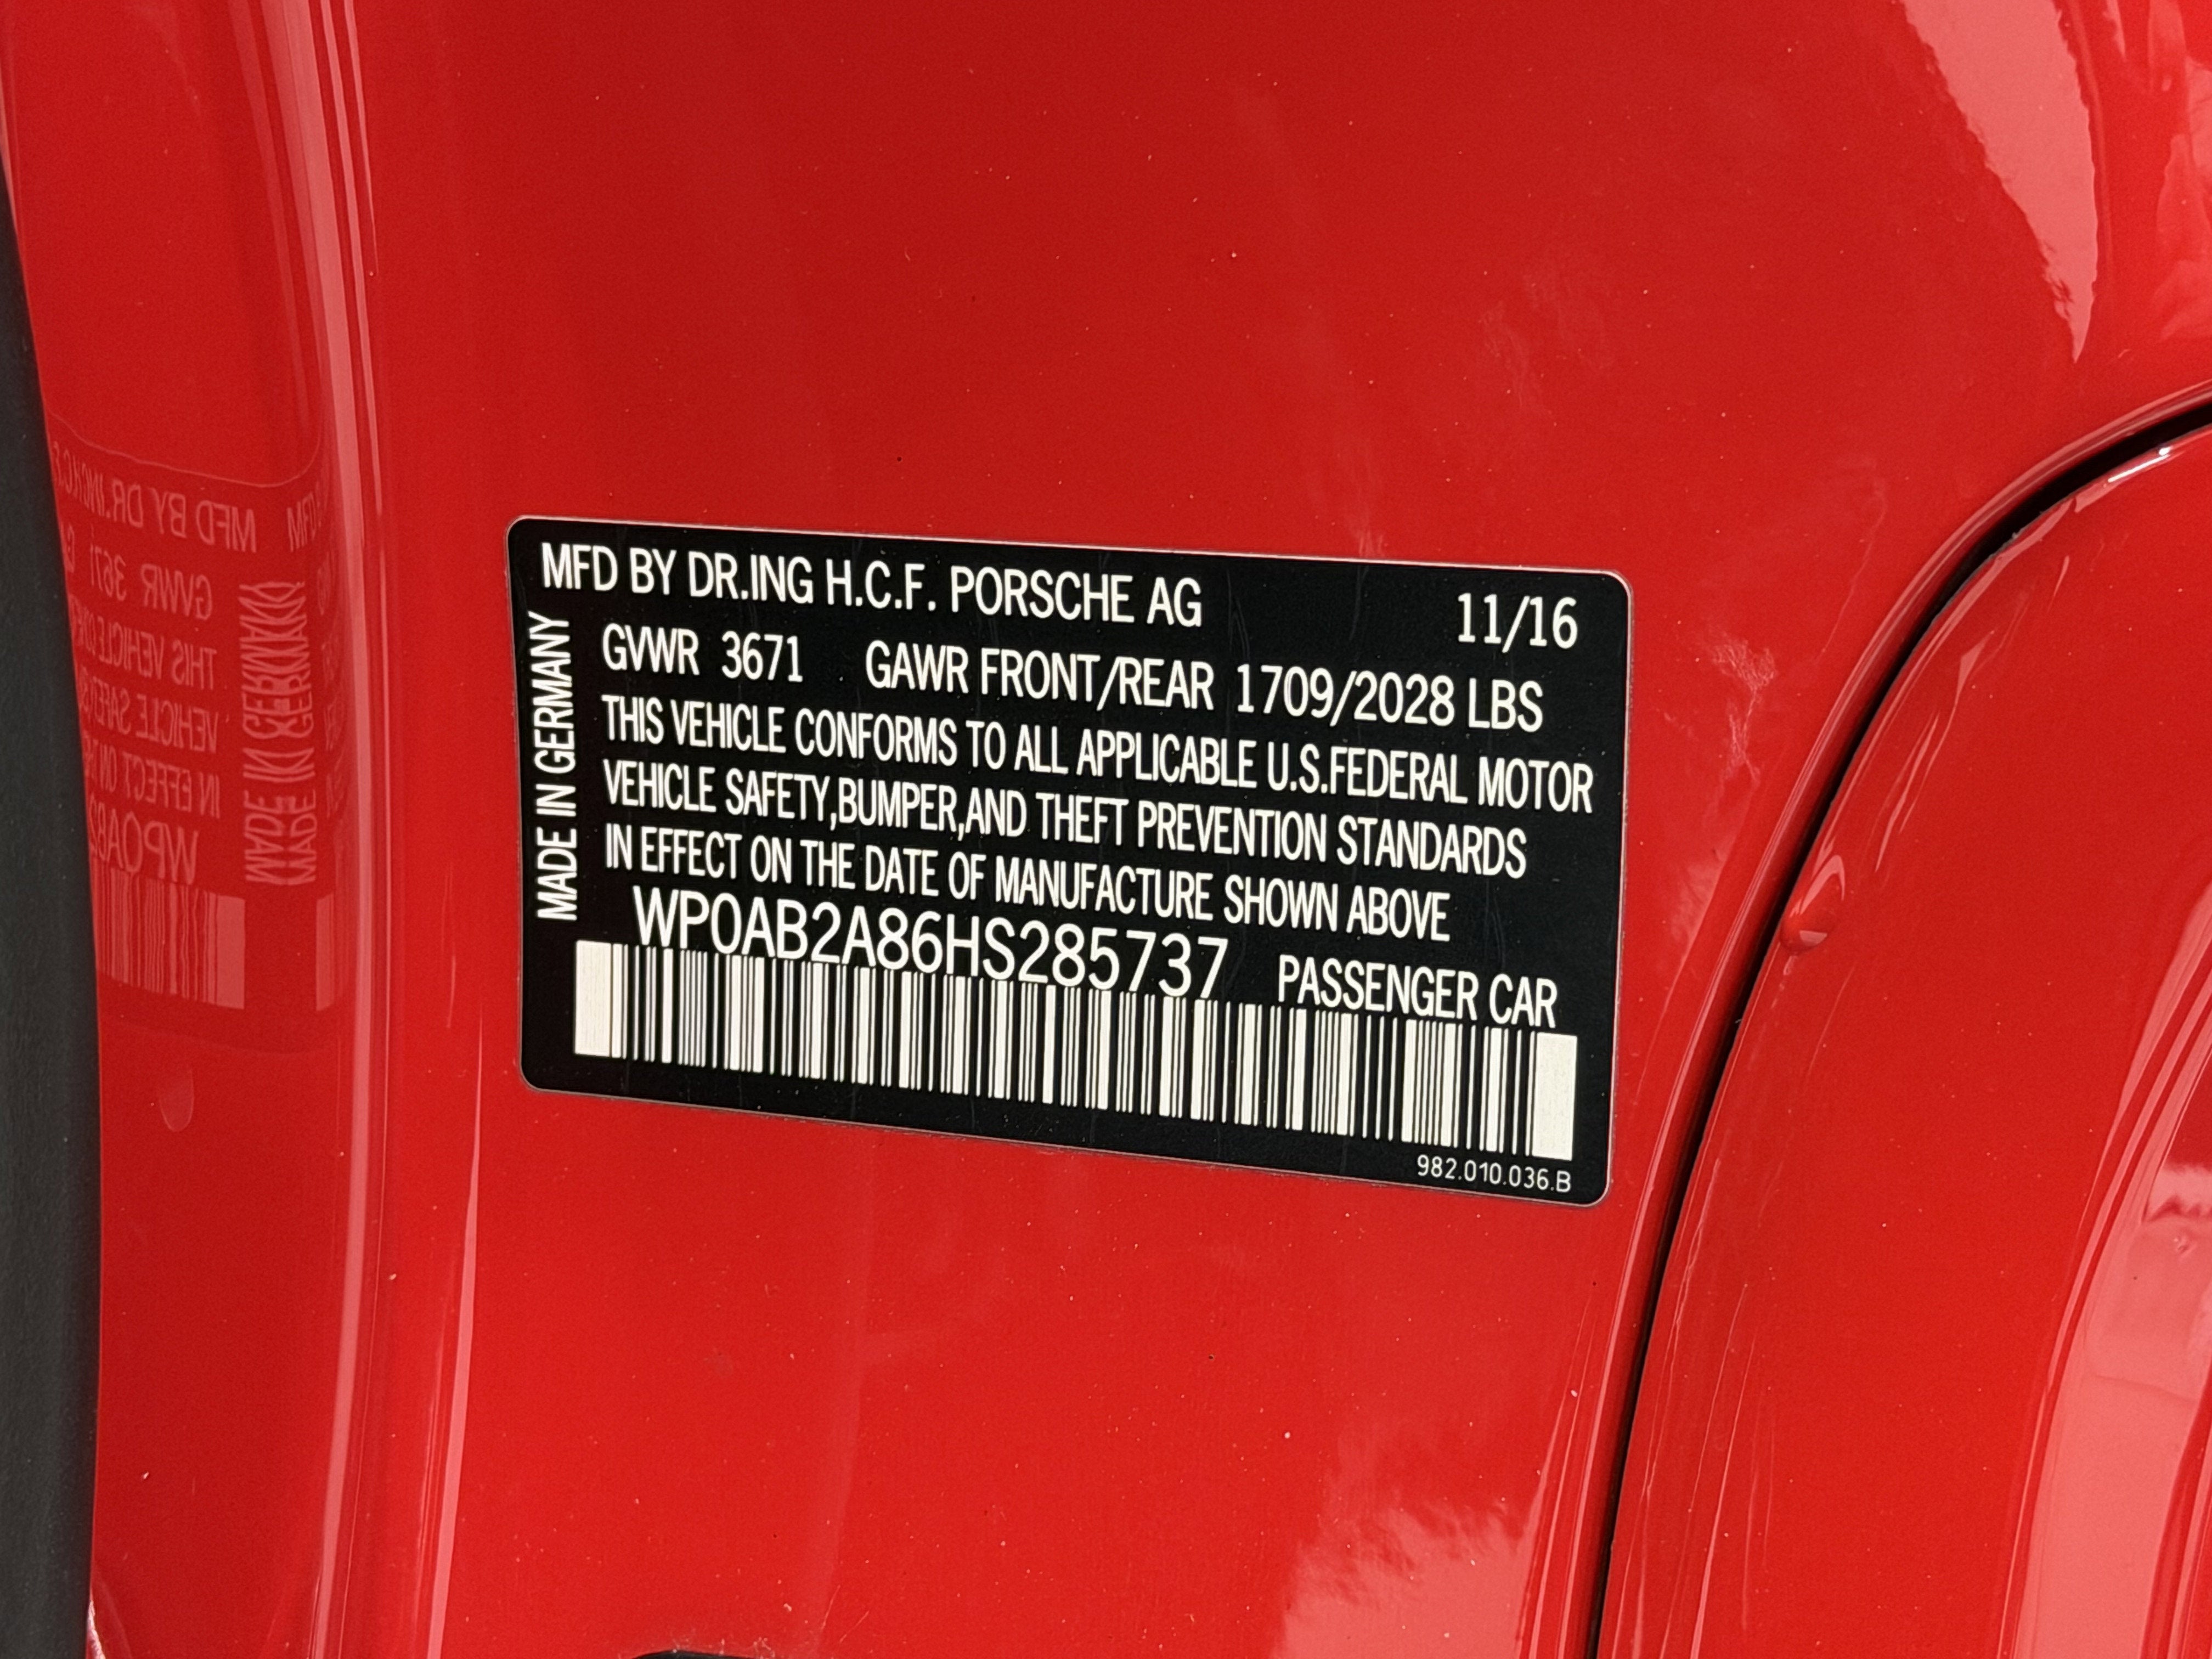 MFD BY DR.ING H.C.F. PORSCHE AG 11/16
MADE IN GERMANY
GVWR 3671 GAWR FRONT/REAR 1709/2028 LBS
THIS VEHICLE CONFORMS TO ALL APPLICABLE U.S.FEDERAL MOTOR
VEHICLE SAFETY,BUMPER,AND THEFT PREVENTION STANDARDS
IN EFFECT ON THE DATE OF MANUFACTURE SHOWN ABOVE
WP0AB2A86HS285737 PASSENGER CAR
982.010.036.B